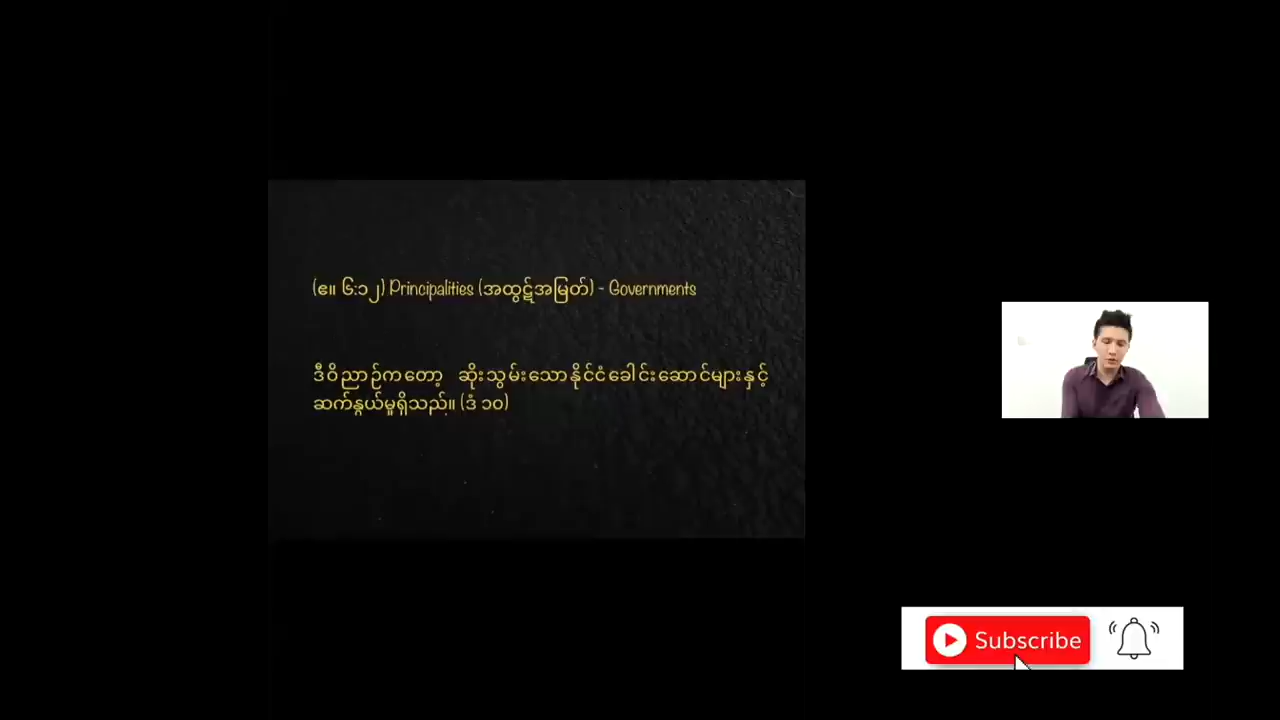 (ဧ။ ၆:၁၂) Principalities (အထွဋ်အမြတ်) - Governments
ဒီဝိညာဉ်ကတော့ ဆိုးသွမ်းသောနိုင်ငံခေါင်းဆောင်များနှင့်
ဆက်နွယ်မှုရှိသည်။ (ဒံ ၁၀)
Subscribe